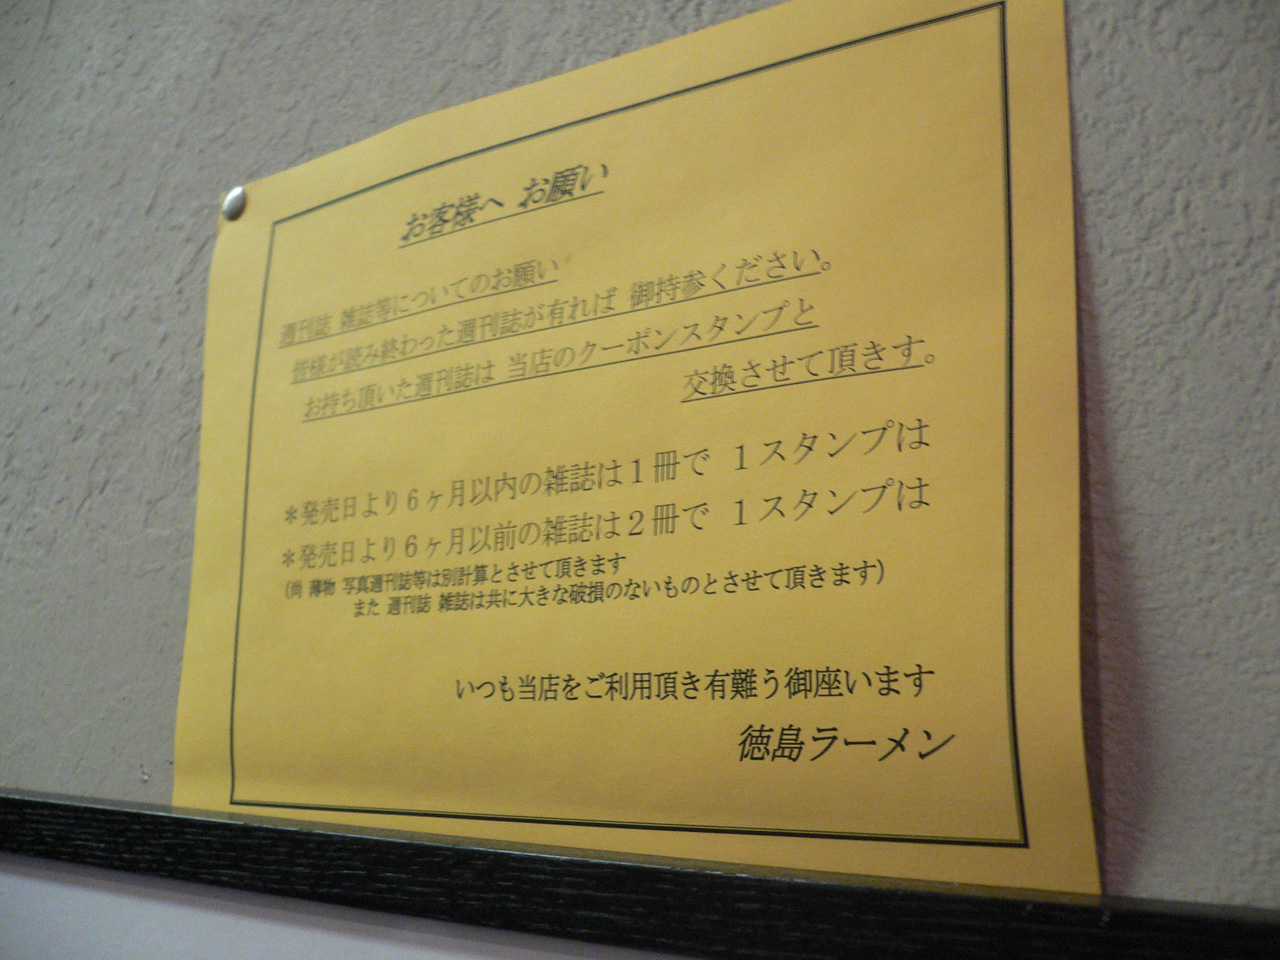 お客様へ お願い
週刊誌 雑誌等についてのお願い
皆様が読み終わった週刊誌が有れば 御持参ください。
お持ち頂いた週刊誌は 当店のクーポンスタンプと
交換させて頂きす。
＊発売日より６ヶ月以内の雑誌は１冊で １スタンプは
＊発売日より６ヶ月以前の雑誌は２冊で １スタンプは
（尚 薄物 写真週刊誌等は別計算とさせて頂きます
また 週刊誌 雑誌は共に大きな破損のないものとさせて頂きます）
いつも当店をご利用頂き有難う御座います
徳島ラーメン